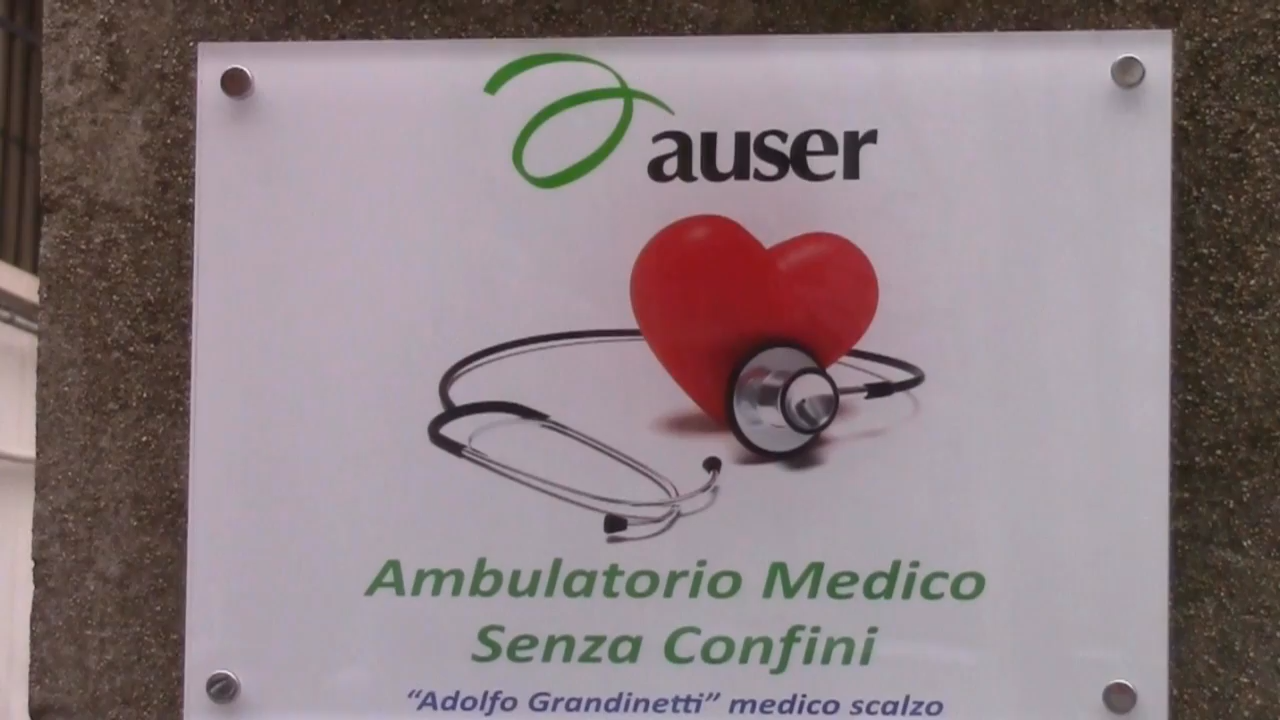 auser
Ambulatorio Medico
Senza Confini
“Adolfo Grandinetti” medico scalzo